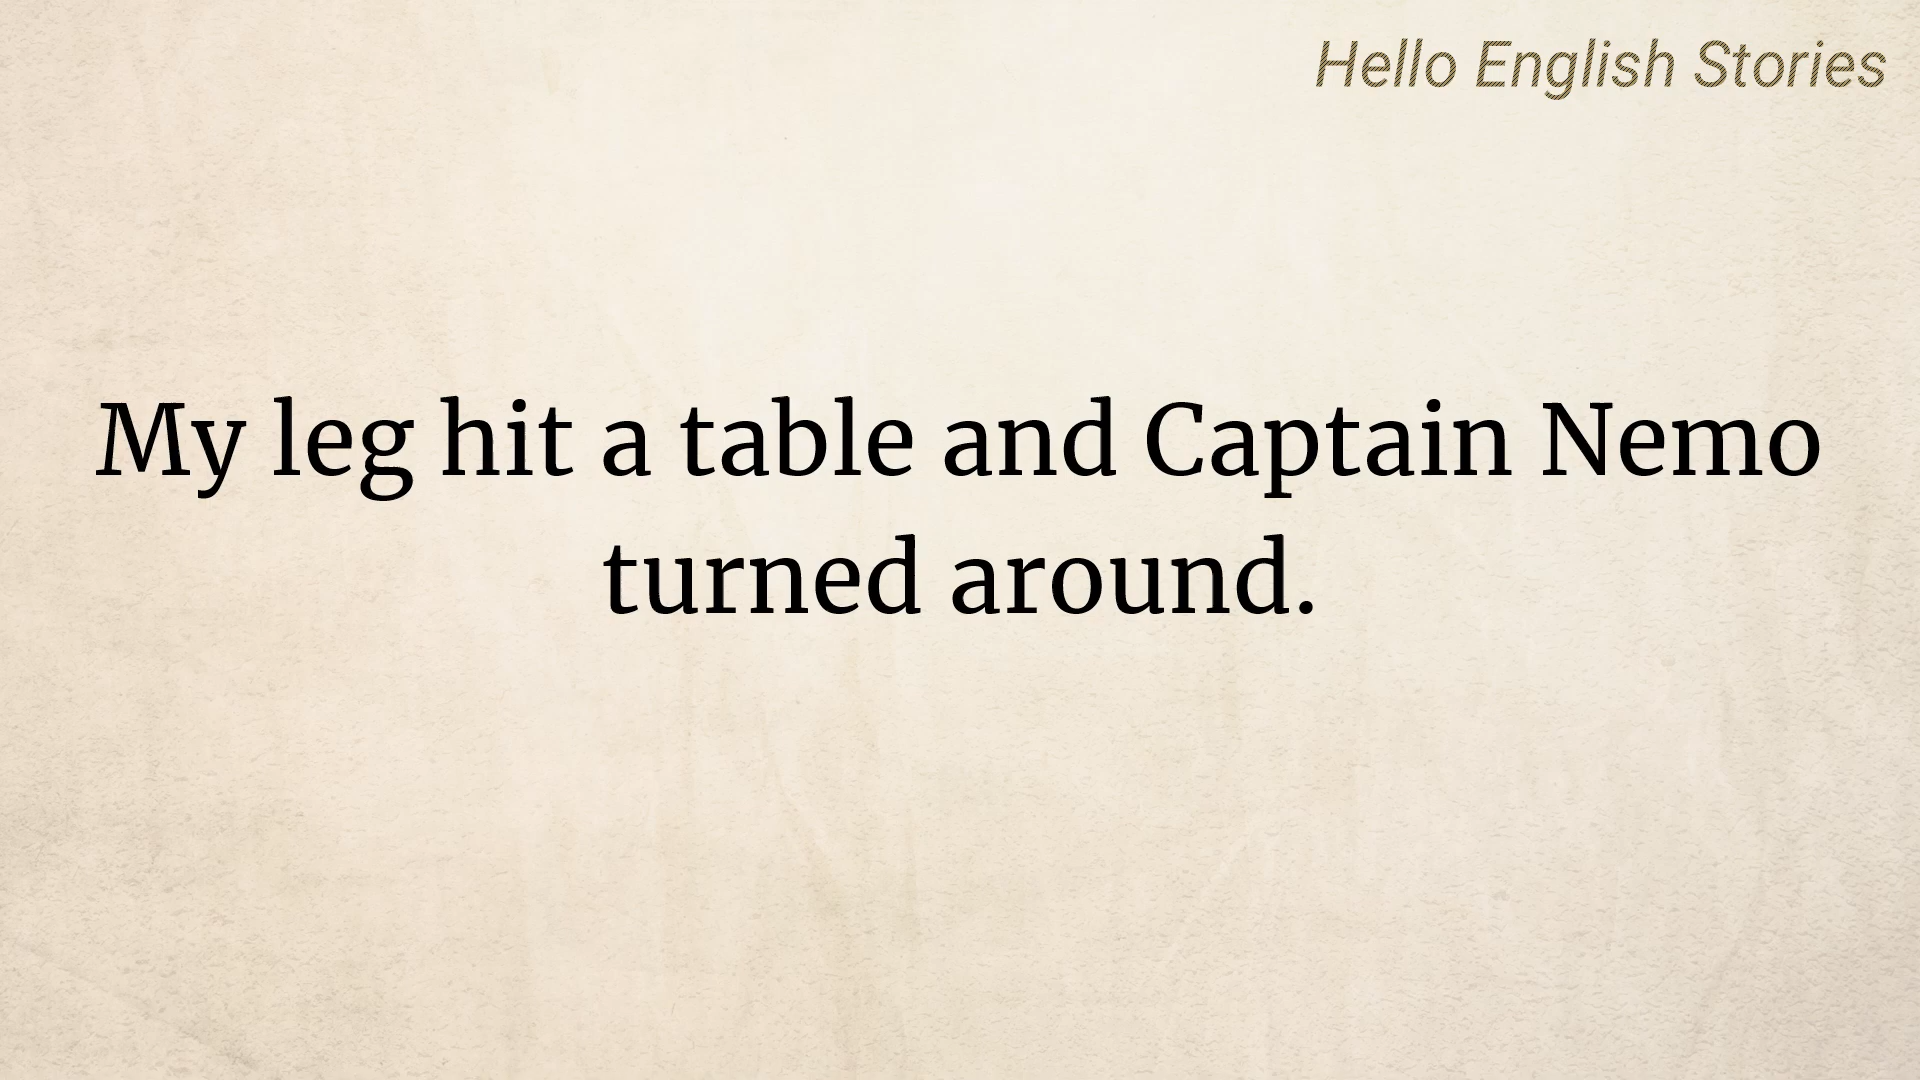 Hello English Stories
My leg hit a table and Captain Nemo
turned around.